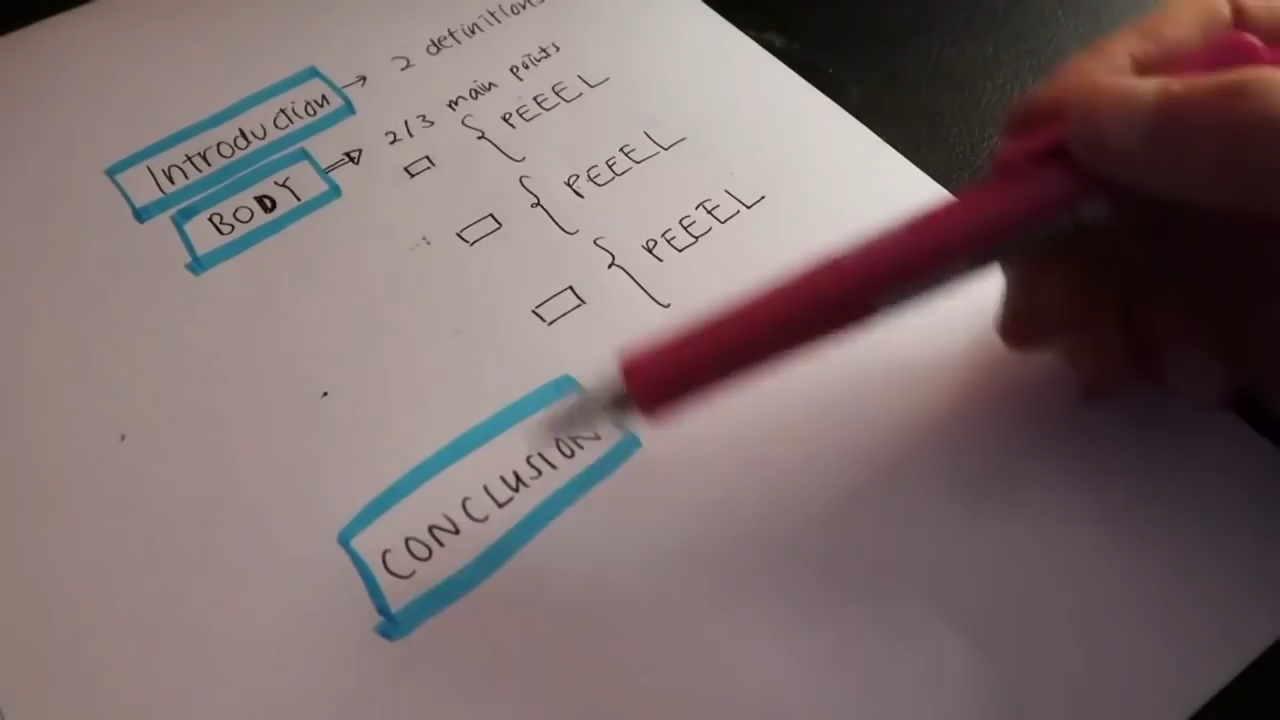 Introduction → 2 definitions
BODY ⇒ 2/3 main points
PEEEL
PEEEL
PEEEL
CONCLUSION